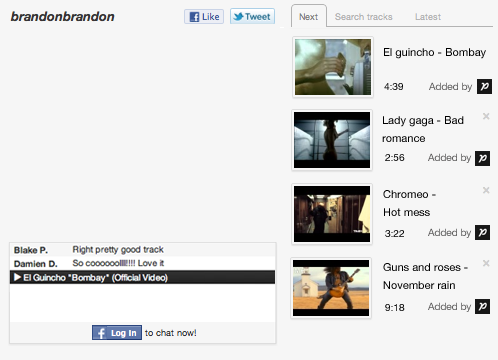 brandonbrandon
Like
Tweet
Next
Search tracks
Latest
El guincho - Bombay
4:39
Added by
Lady gaga - Bad
romance
2:56
Added by
Chromeo -
Hot mess
3:22
Added by
Guns and roses -
November rain
9:18
Added by
Blake P. Right pretty good track
Damien D. So coooooolll!!!! Love it
El Guincho "Bombay" (Official Video)
Log In to chat now!